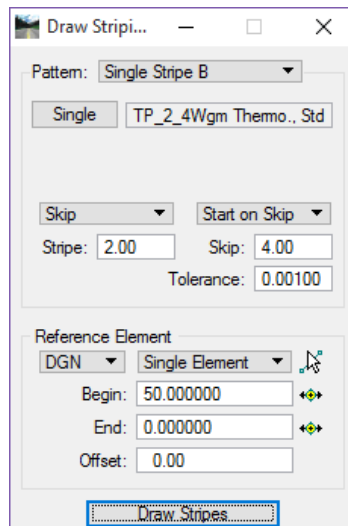 Draw Stripi...
Pattern: Single Stripe B
Single TP_2_4Wgm Thermo., Std
Skip Start on Skip
Stripe: 2.00 Skip: 4.00
Tolerance: 0.00100
Reference Element
DGN Single Element
Begin: 50.000000
End: 0.000000
Offset: 0.00
Draw Stripes